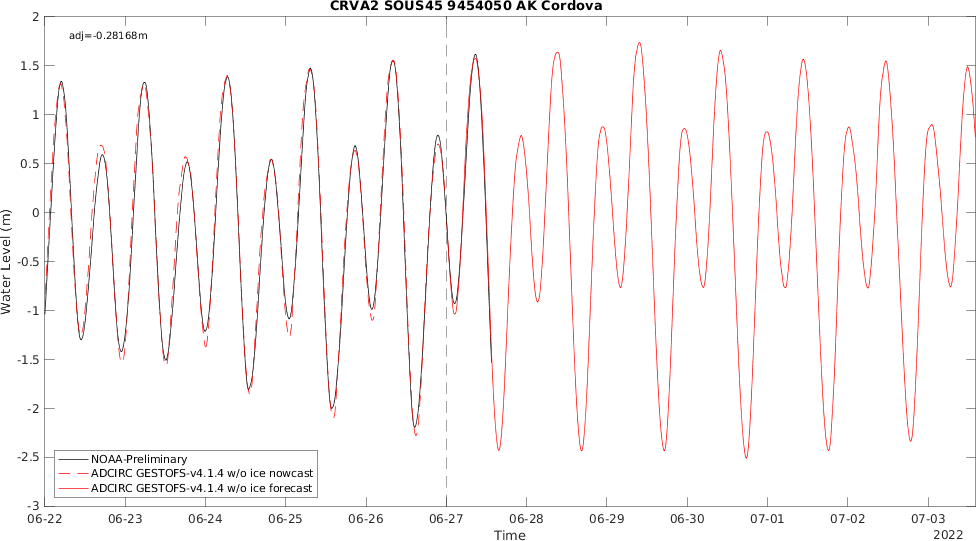 CRVA2 SOUS45 9454050 AK Cordova
adj=-0.28168m
Water Level (m)
2
1.5
1
0.5
0
-0.5
-1
-1.5
-2
-2.5
-3
NOAA-Preliminary
ADCIRC GESTOFS-v4.1.4 w/o ice nowcast
ADCIRC GESTOFS-v4.1.4 w/o ice forecast
06-22 06-23 06-24 06-25 06-26 06-27 06-28 06-29 06-30 07-01 07-02 07-03
Time
2022